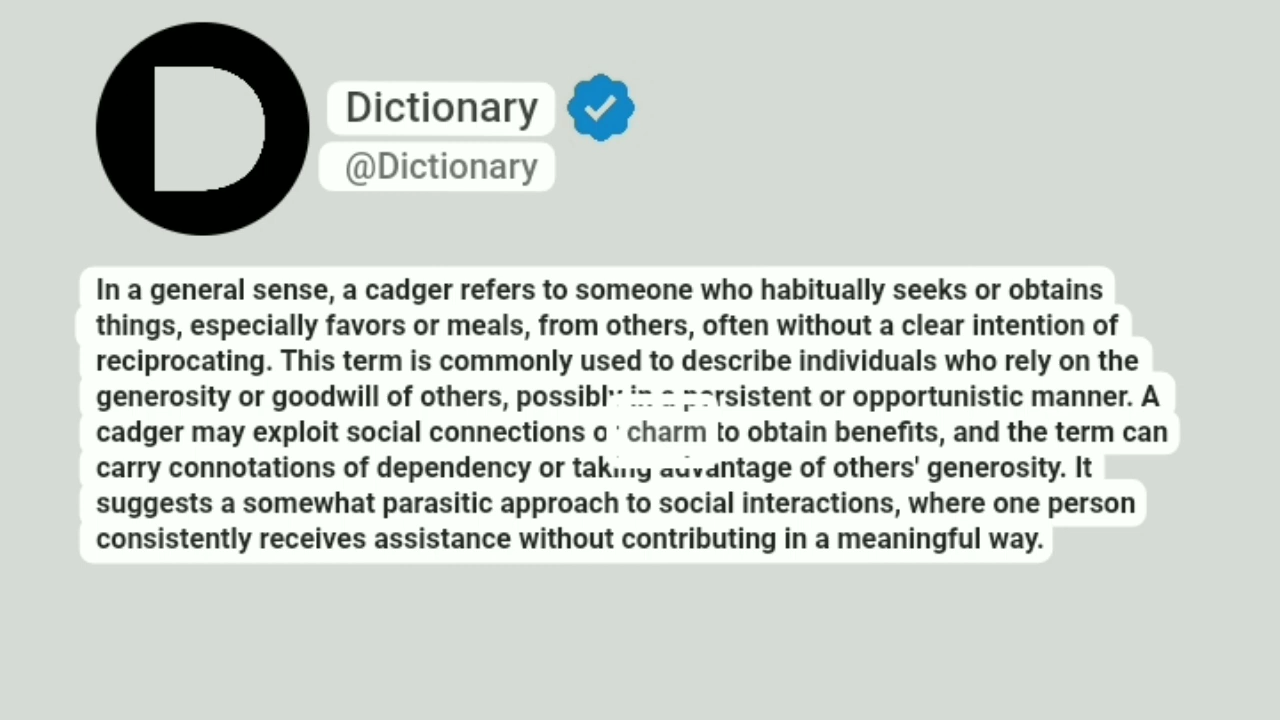 Dictionary
@Dictionary
In a general sense, a cadger refers to someone who habitually seeks or obtains
things, especially favors or meals, from others, often without a clear intention of
reciprocating. This term is commonly used to describe individuals who rely on the
generosity or goodwill of others, possibly in a persistent or opportunistic manner. A
cadger may exploit social connections or charm to obtain benefits, and the term can
carry connotations of dependency or taking advantage of others' generosity. It
suggests a somewhat parasitic approach to social interactions, where one person
consistently receives assistance without contributing in a meaningful way.